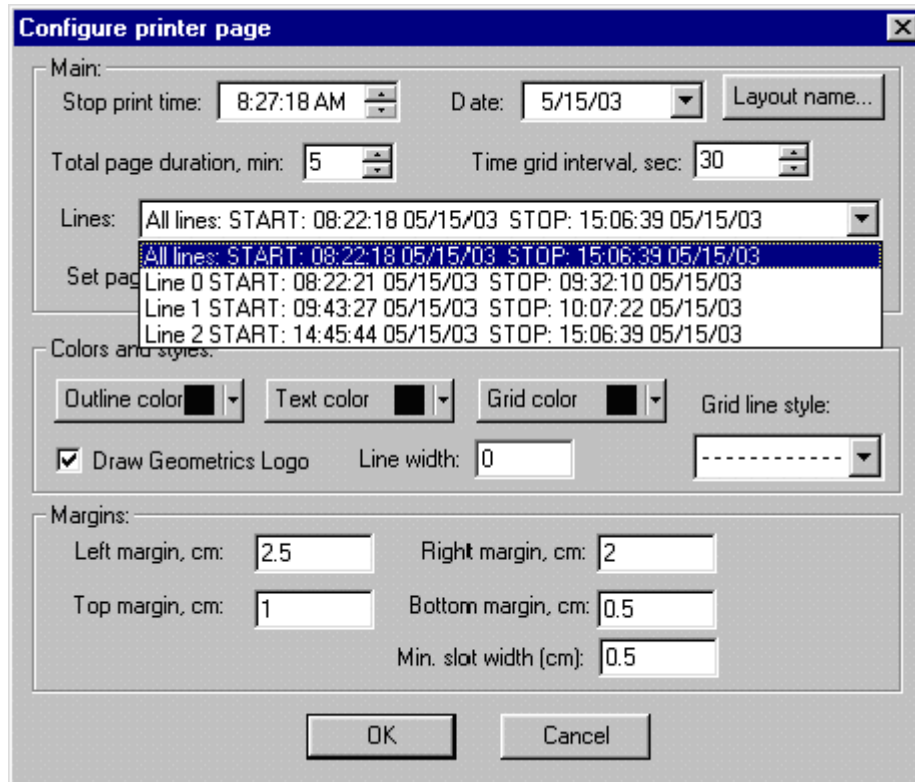 Configure printer page
Main:
Stop print time: 8:27:18 AM Date: 5/15/03 Layout name...
Total page duration, min: 5 Time grid interval, sec: 30
Lines: All lines: START: 08:22:18 05/15/03 STOP: 15:06:39 05/15/03
All lines: START: 08:22:18 05/15/03 STOP: 15:06:39 05/15/03
Set pag
Line 0 START: 08:22:21 05/15/03 STOP: 09:32:10 05/15/03
Line 1 START: 09:43:27 05/15/03 STOP: 10:07:22 05/15/03
Line 2 START: 14:45:44 05/15/03 STOP: 15:06:39 05/15/03
Colors and styles:
Outline color Text color Grid color Grid line style:
Draw Geometrics Logo Line width: 0
Margins:
Left margin, cm: 2.5 Right margin, cm: 2
Top margin, cm: 1 Bottom margin, cm: 0.5
Min. slot width (cm): 0.5
OK Cancel